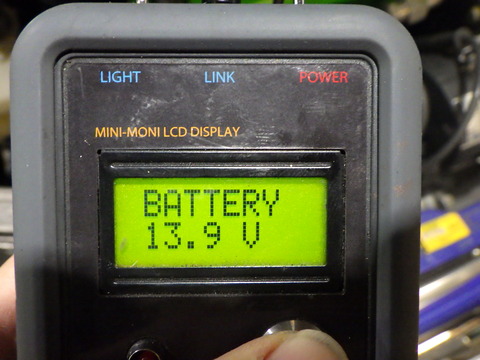 LIGHT LINK POWER
MINI-MONI LCD DISPLAY
BATTERY
13.9 V